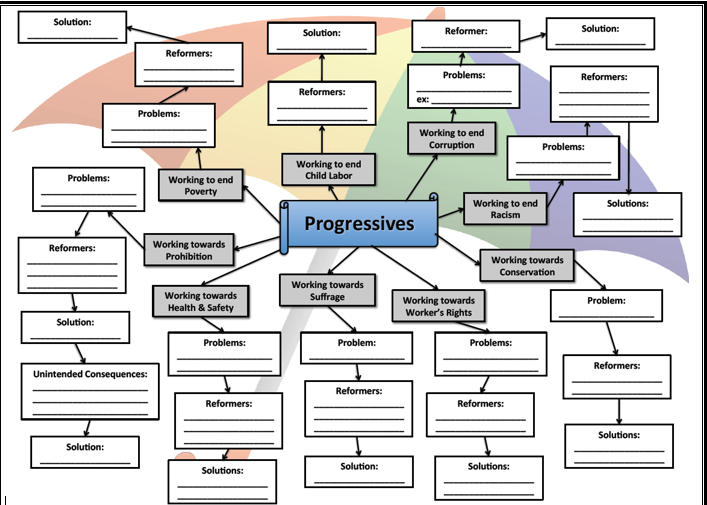 Solution:
Reformers:
Problems:
Working to end
Poverty
Solution:
Reformers:
Working to end
Child Labor
Reformer:
Solution:
Problems:
ex:
Working to end
Corruption
Reformers:
Problems:
Solutions:
Working to end
Racism
Progressives
Problems:
Working towards
Prohibition
Reformers:
Solution:
Unintended Consequences:
Solution:
Working towards
Health & Safety
Problems:
Reformers:
Solutions:
Working towards
Suffrage
Problem:
Reformers:
Solution:
Working towards
Worker's Rights
Problems:
Reformers:
Solutions:
Working towards
Conservation
Problem:
Reformers:
Solutions: